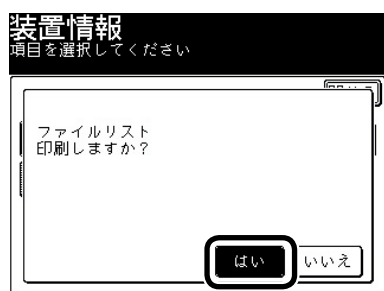 装置情報
項目を選択してください
ファイルリスト
印刷しますか？
はい
いいえ